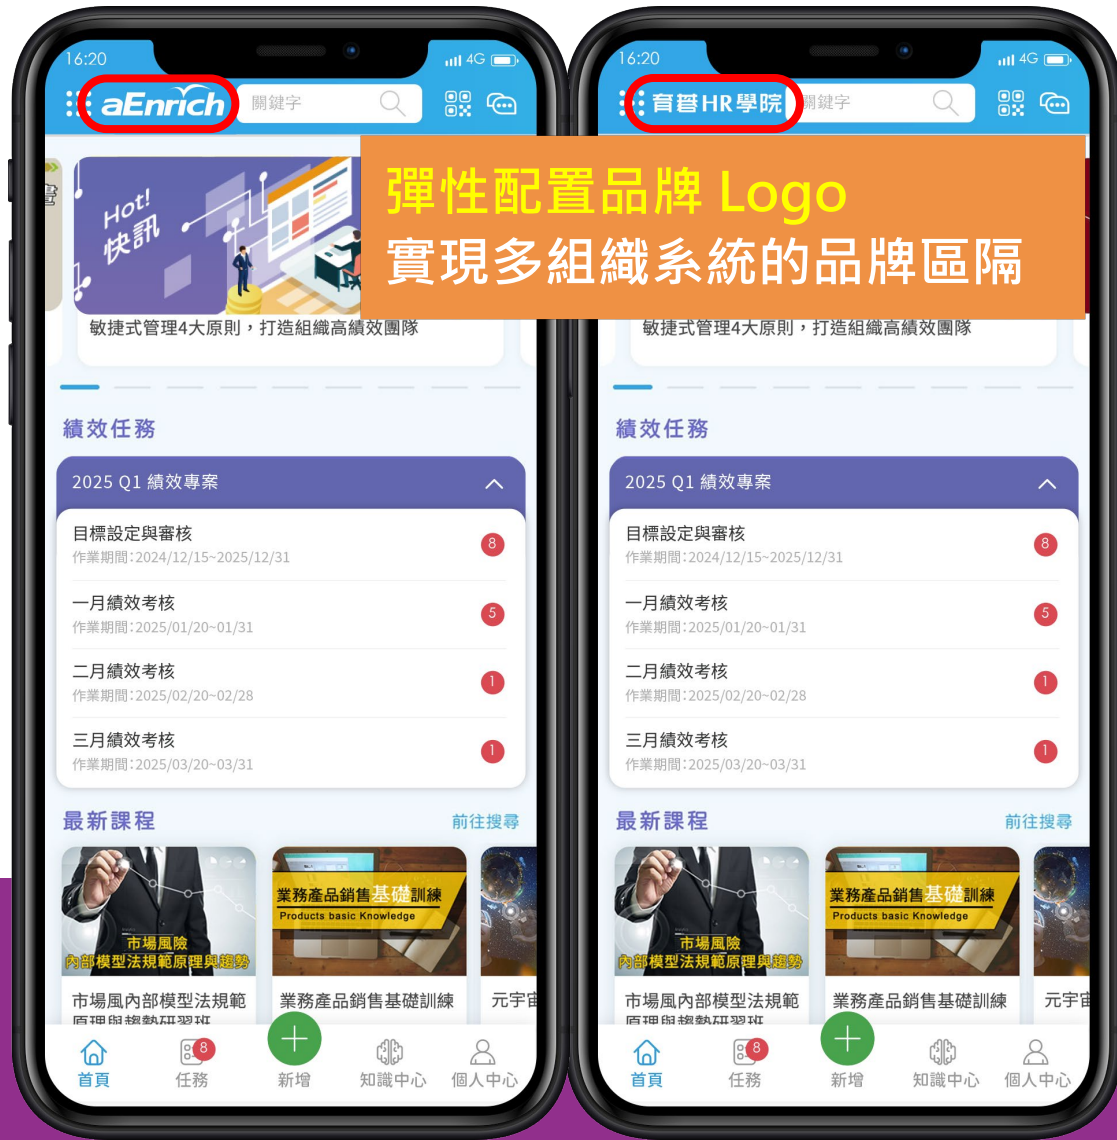 16:20
4G
aEnrich
關鍵字
Hot!
快訊
敏捷式管理4大原則，打造組織高績效團隊
績效任務
2025 Q1 績效專案
目標設定與審核
作業期間：2024/12/15~2025/12/31
8
一月績效考核
作業期間：2025/01/20~01/31
5
二月績效考核
作業期間：2025/02/20~02/28
1
三月績效考核
作業期間：2025/03/20~03/31
1
最新課程
前往搜尋
市場風險
內部模型法規範原理與趨勢
業務產品銷售基礎訓練
Products basic Knowledge
市場風內部模型法規範
原理與趨勢研習班
業務產品銷售基礎訓練
元宇宙
首頁
8
任務
新增
知識中心
個人中心
彈性配置品牌 Logo
實現多組織系統的品牌區隔
16:20
4G
育碁HR學院
關鍵字
敏捷式管理4大原則，打造組織高績效團隊
績效任務
2025 Q1 績效專案
目標設定與審核
作業期間：2024/12/15~2025/12/31
8
一月績效考核
作業期間：2025/01/20~01/31
5
二月績效考核
作業期間：2025/02/20~02/28
1
三月績效考核
作業期間：2025/03/20~03/31
1
最新課程
前往搜尋
市場風險
內部模型法規範原理與趨勢
業務產品銷售基礎訓練
Products basic Knowledge
市場風內部模型法規範
原理與趨勢研習班
業務產品銷售基礎訓練
元宇宙
首頁
8
任務
新增
知識中心
個人中心